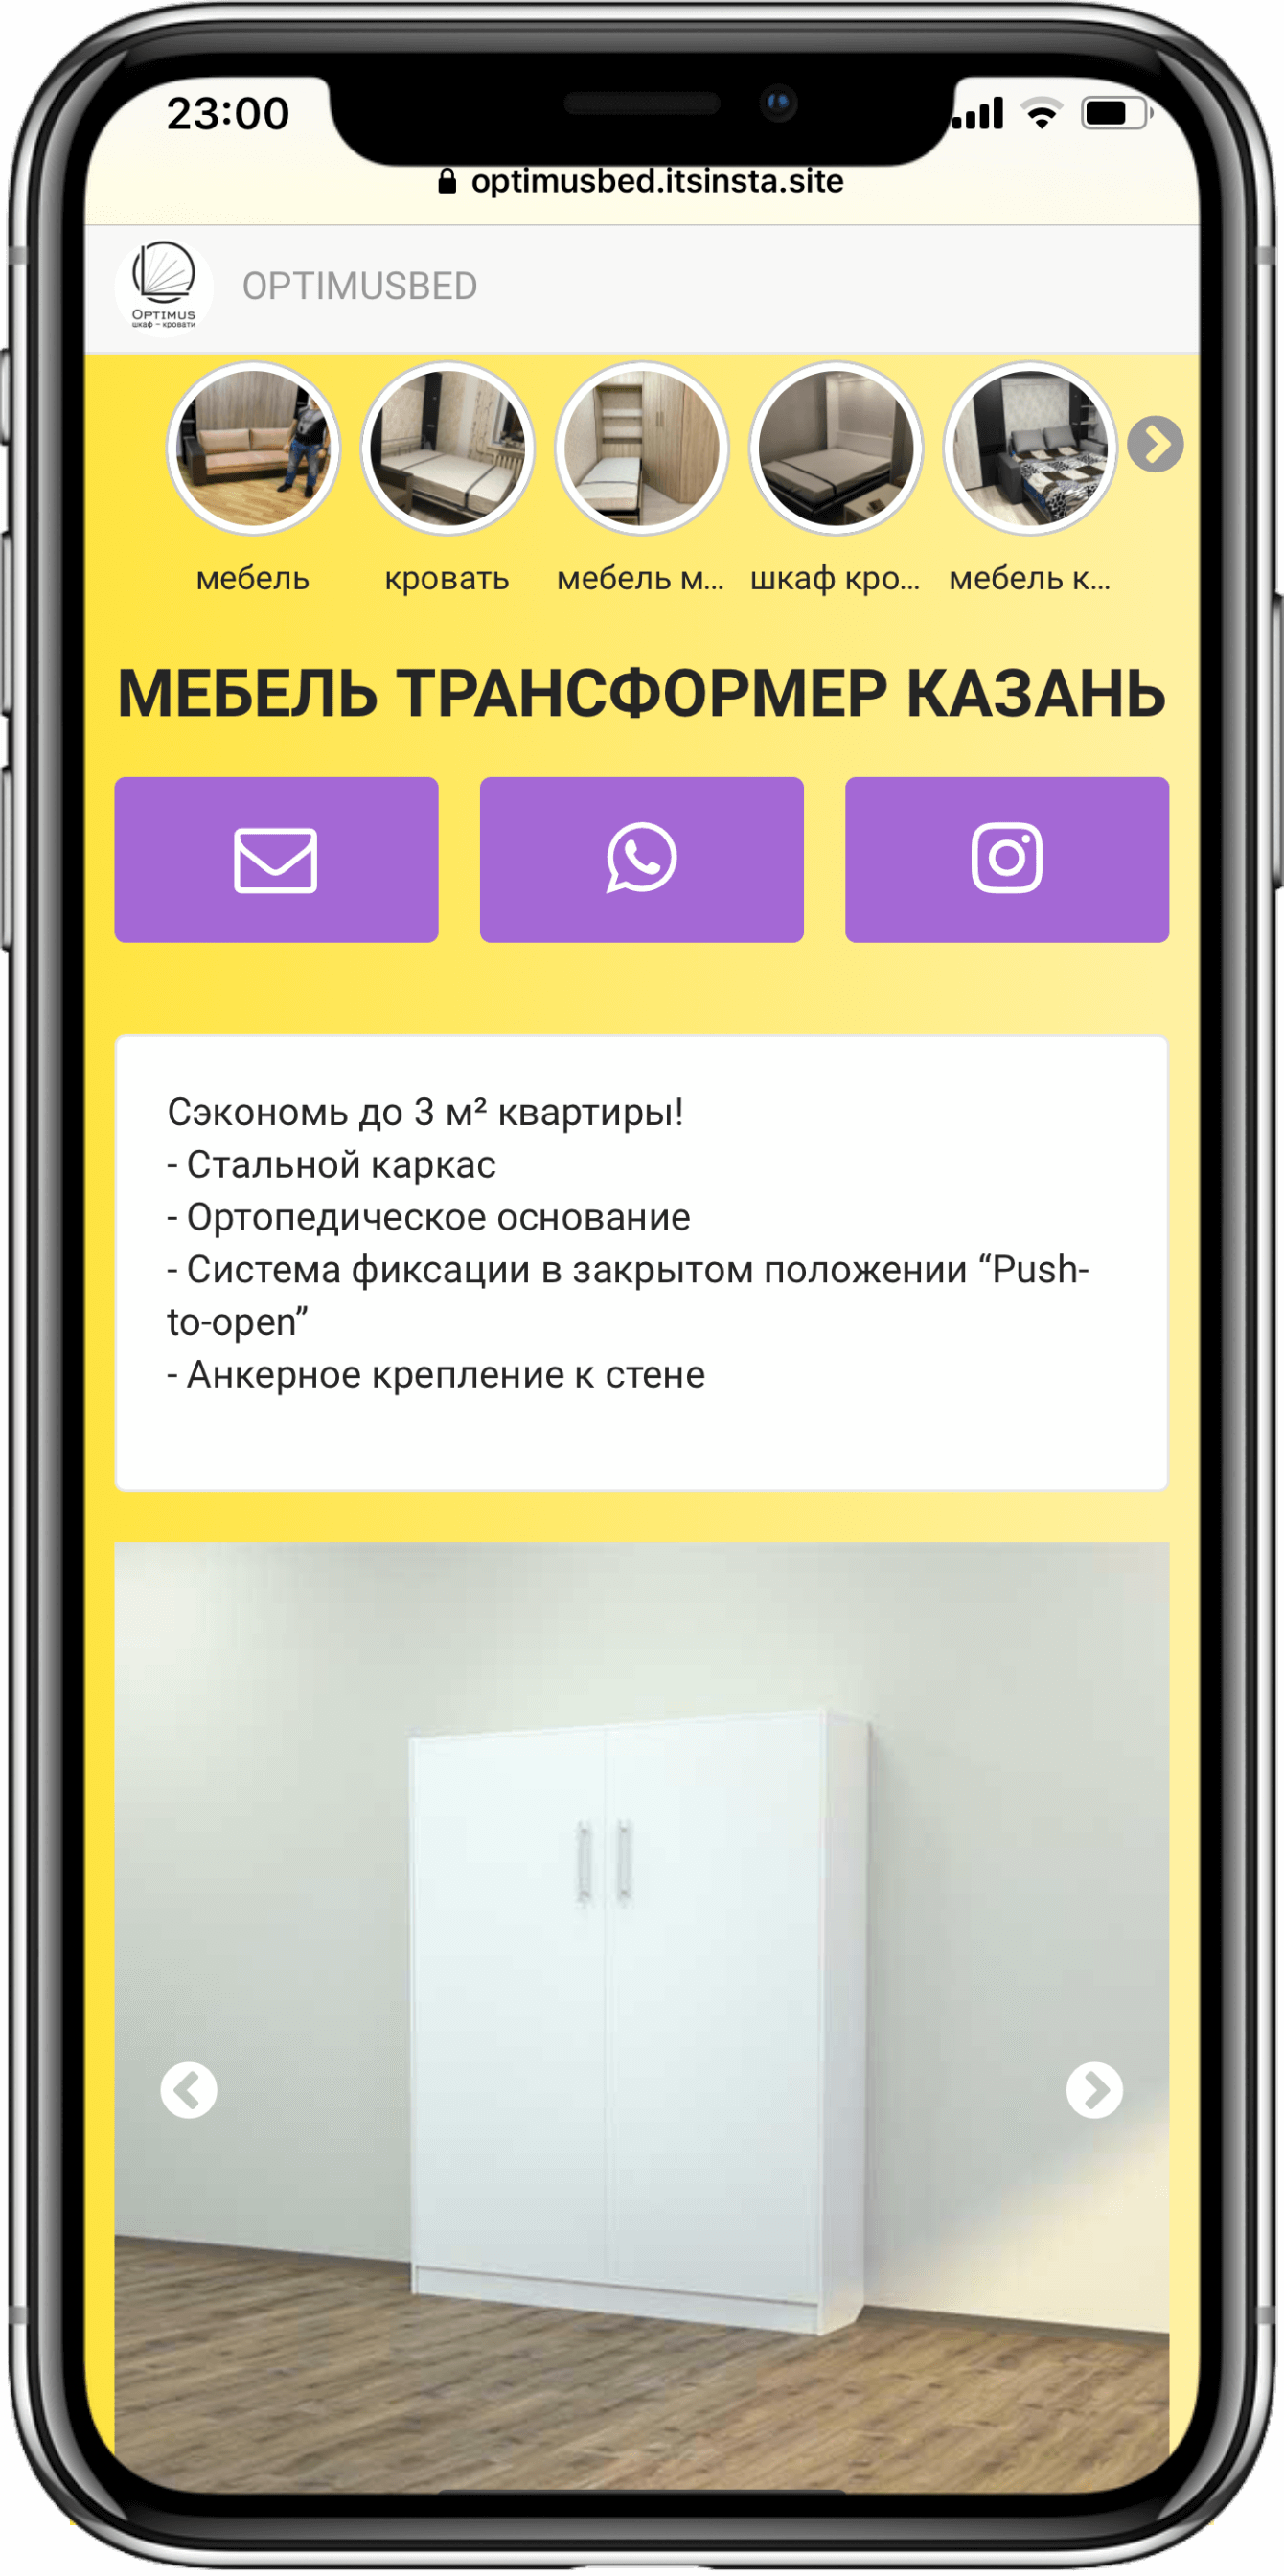 23:00
optimusbed.itsinsta.site
OPTIMUS
шкаф – кровати
OPTIMUSBED
мебель
кровать
мебель м...
шкаф кро...
мебель к...
МЕБЕЛЬ ТРАНСФОРМЕР КАЗАНЬ
Сэкономь до 3 м² квартиры!
- Стальной каркас
- Ортопедическое основание
- Система фиксации в закрытом положении “Push-
to-open”
- Анкерное крепление к стене